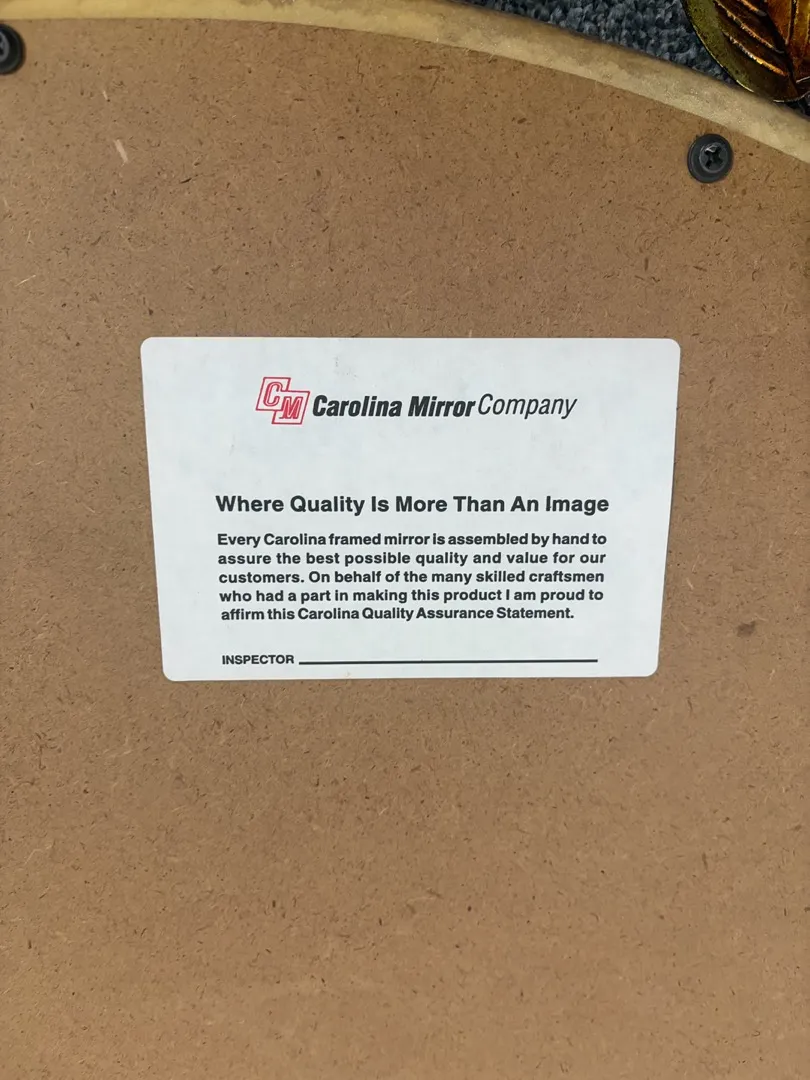 CM Carolina Mirror Company
Where Quality Is More Than An Image
Every Carolina framed mirror is assembled by hand to
assure the best possible quality and value for our
customers. On behalf of the many skilled craftsmen
who had a part in making this product I am proud to
affirm this Carolina Quality Assurance Statement.
INSPECTOR